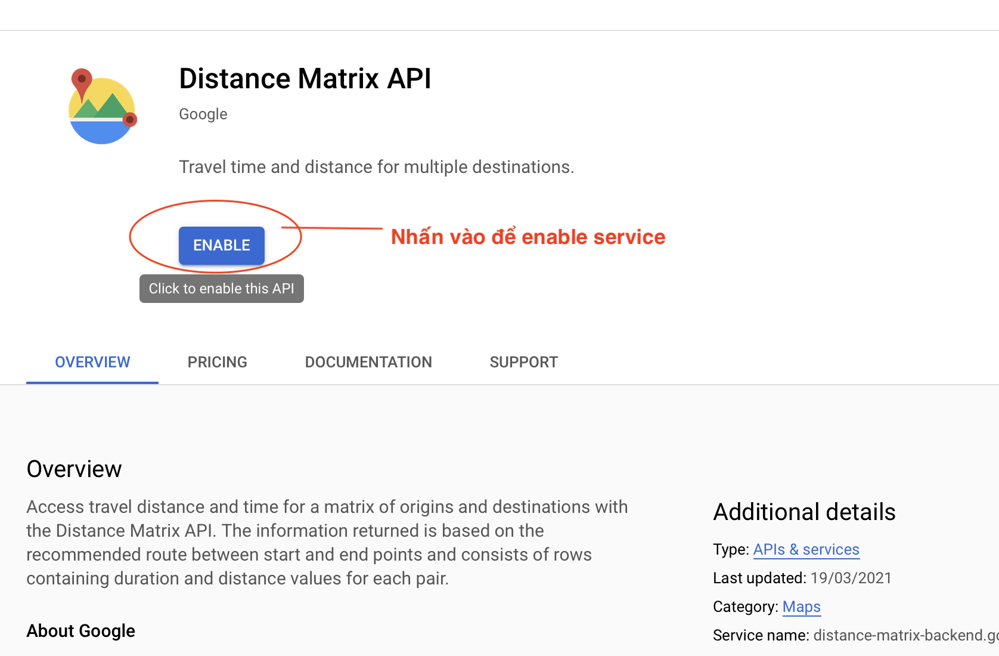 Distance Matrix API
Google
Travel time and distance for multiple destinations.
ENABLE
Nhấn vào để enable service
Click to enable this API
OVERVIEW PRICING DOCUMENTATION SUPPORT
Overview
Access travel distance and time for a matrix of origins and destinations with
the Distance Matrix API. The information returned is based on the
recommended route between start and end points and consists of rows
containing duration and distance values for each pair.
About Google
Additional details
Type: APIs & services
Last updated: 19/03/2021
Category: Maps
Service name: distance-matrix-backend.go